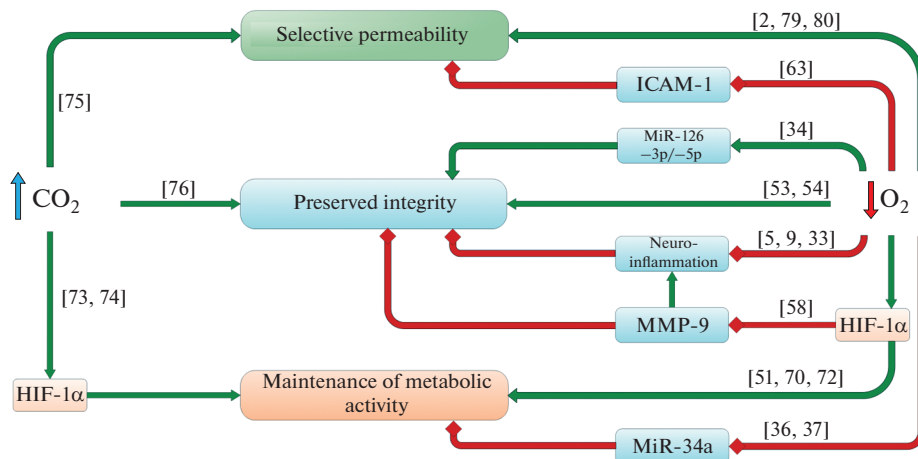 [2, 79, 80]
Selective permeability
[63]
ICAM-1
[75]
MiR-126
−3p/−5p
[34]
CO₂
[76]
Preserved integrity
[53, 54]
O₂
Neuro-
inflammation
[5, 9, 33]
[73, 74]
MMP-9
[58]
HIF-1α
HIF-1α
Maintenance of metabolic
activity
[51, 70, 72]
MiR-34a
[36, 37]